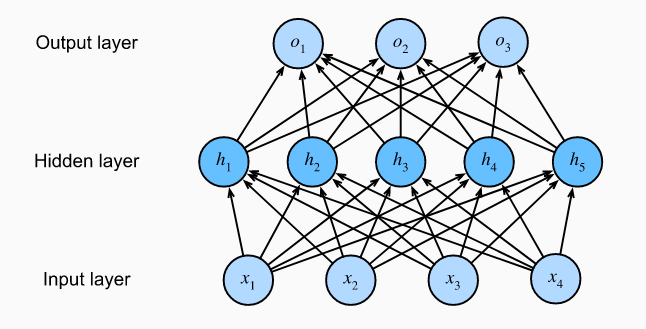 Output layer o₁ o₂ o₃
Hidden layer h₁ h₂ h₃ h₄ h₅
Input layer x₁ x₂ x₃ x₄